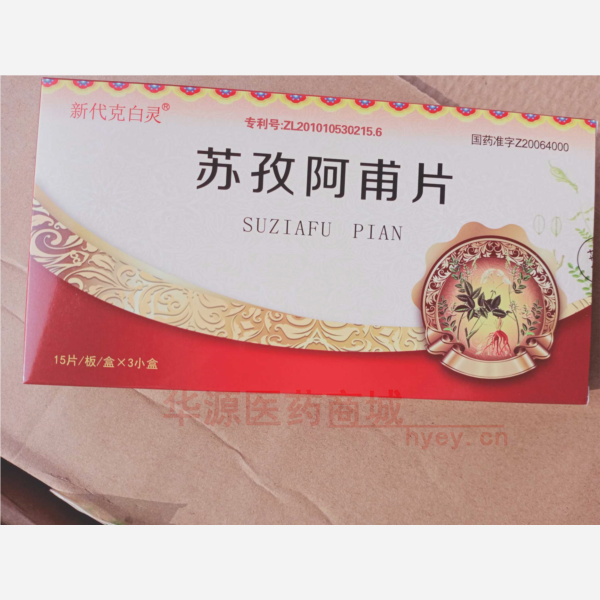 新代克白灵®
专利号:ZL201010530215.6
国药准字Z20064000
苏孜阿甫片
SUZIAFU PIAN
15片/板/盒×3小盒
华源医药商城
hyey.cn